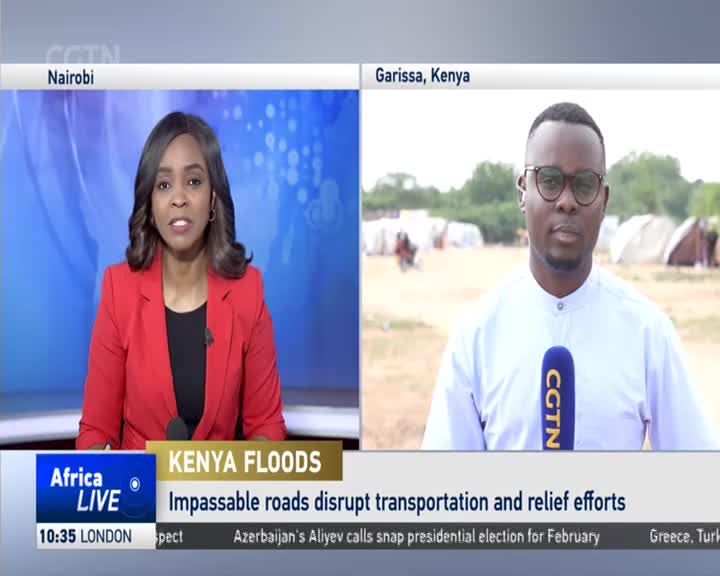 CGTN
Nairobi
Garissa, Kenya
CGTN
KENYA FLOODS
Africa
LIVE
Impassable roads disrupt transportation and relief efforts
10:35 LONDON
spect Azerbaijan's Aliyev calls snap presidential election for February Greece, Turk